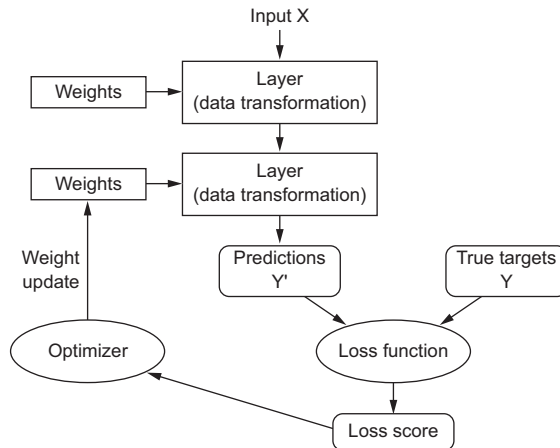 Input X
Layer
(data transformation)
Weights
Layer
(data transformation)
Weights
Weight
update
Predictions
Y'
True targets
Y
Optimizer
Loss function
Loss score